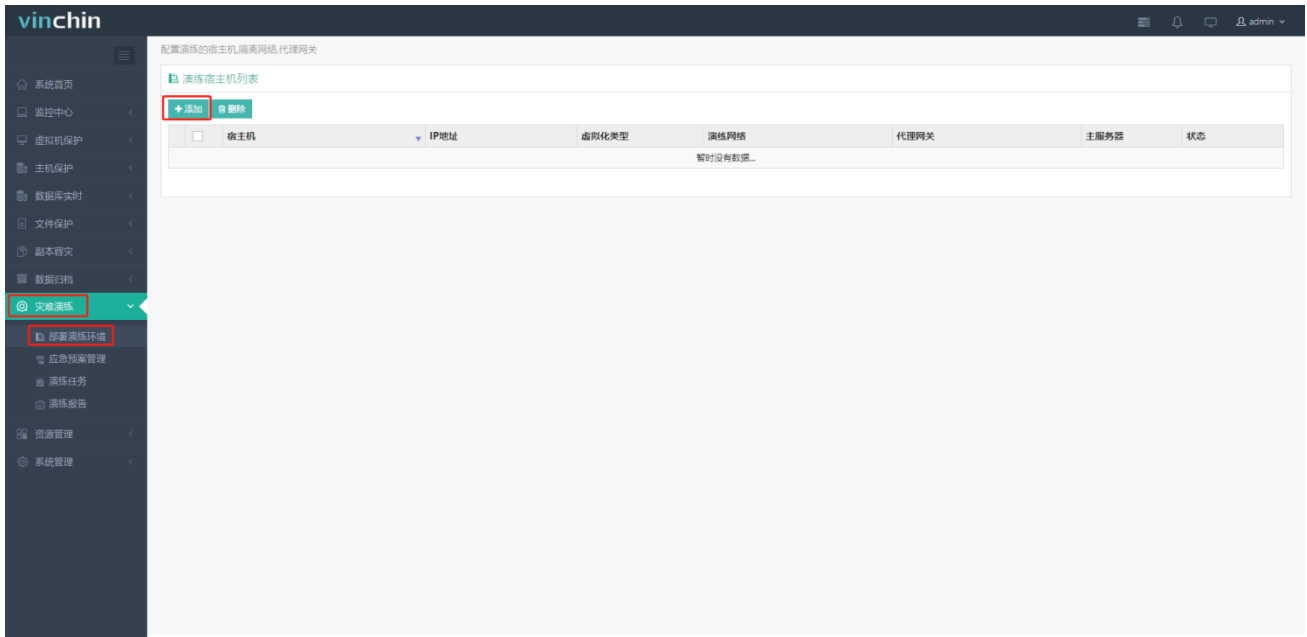 vinchin
admin
配置演练的宿主机,隔离网络,代理网关
演练宿主机列表
添加 删除
宿主机 IP地址 虚拟化类型 演练网络 代理网关 主服务器 状态
暂时没有数据...
系统首页
监控中心
虚拟机保护
主机保护
数据库实时
文件保护
副本容灾
数据归档
灾难演练
部署演练环境
应急预案管理
演练任务
演练报告
资源管理
系统管理